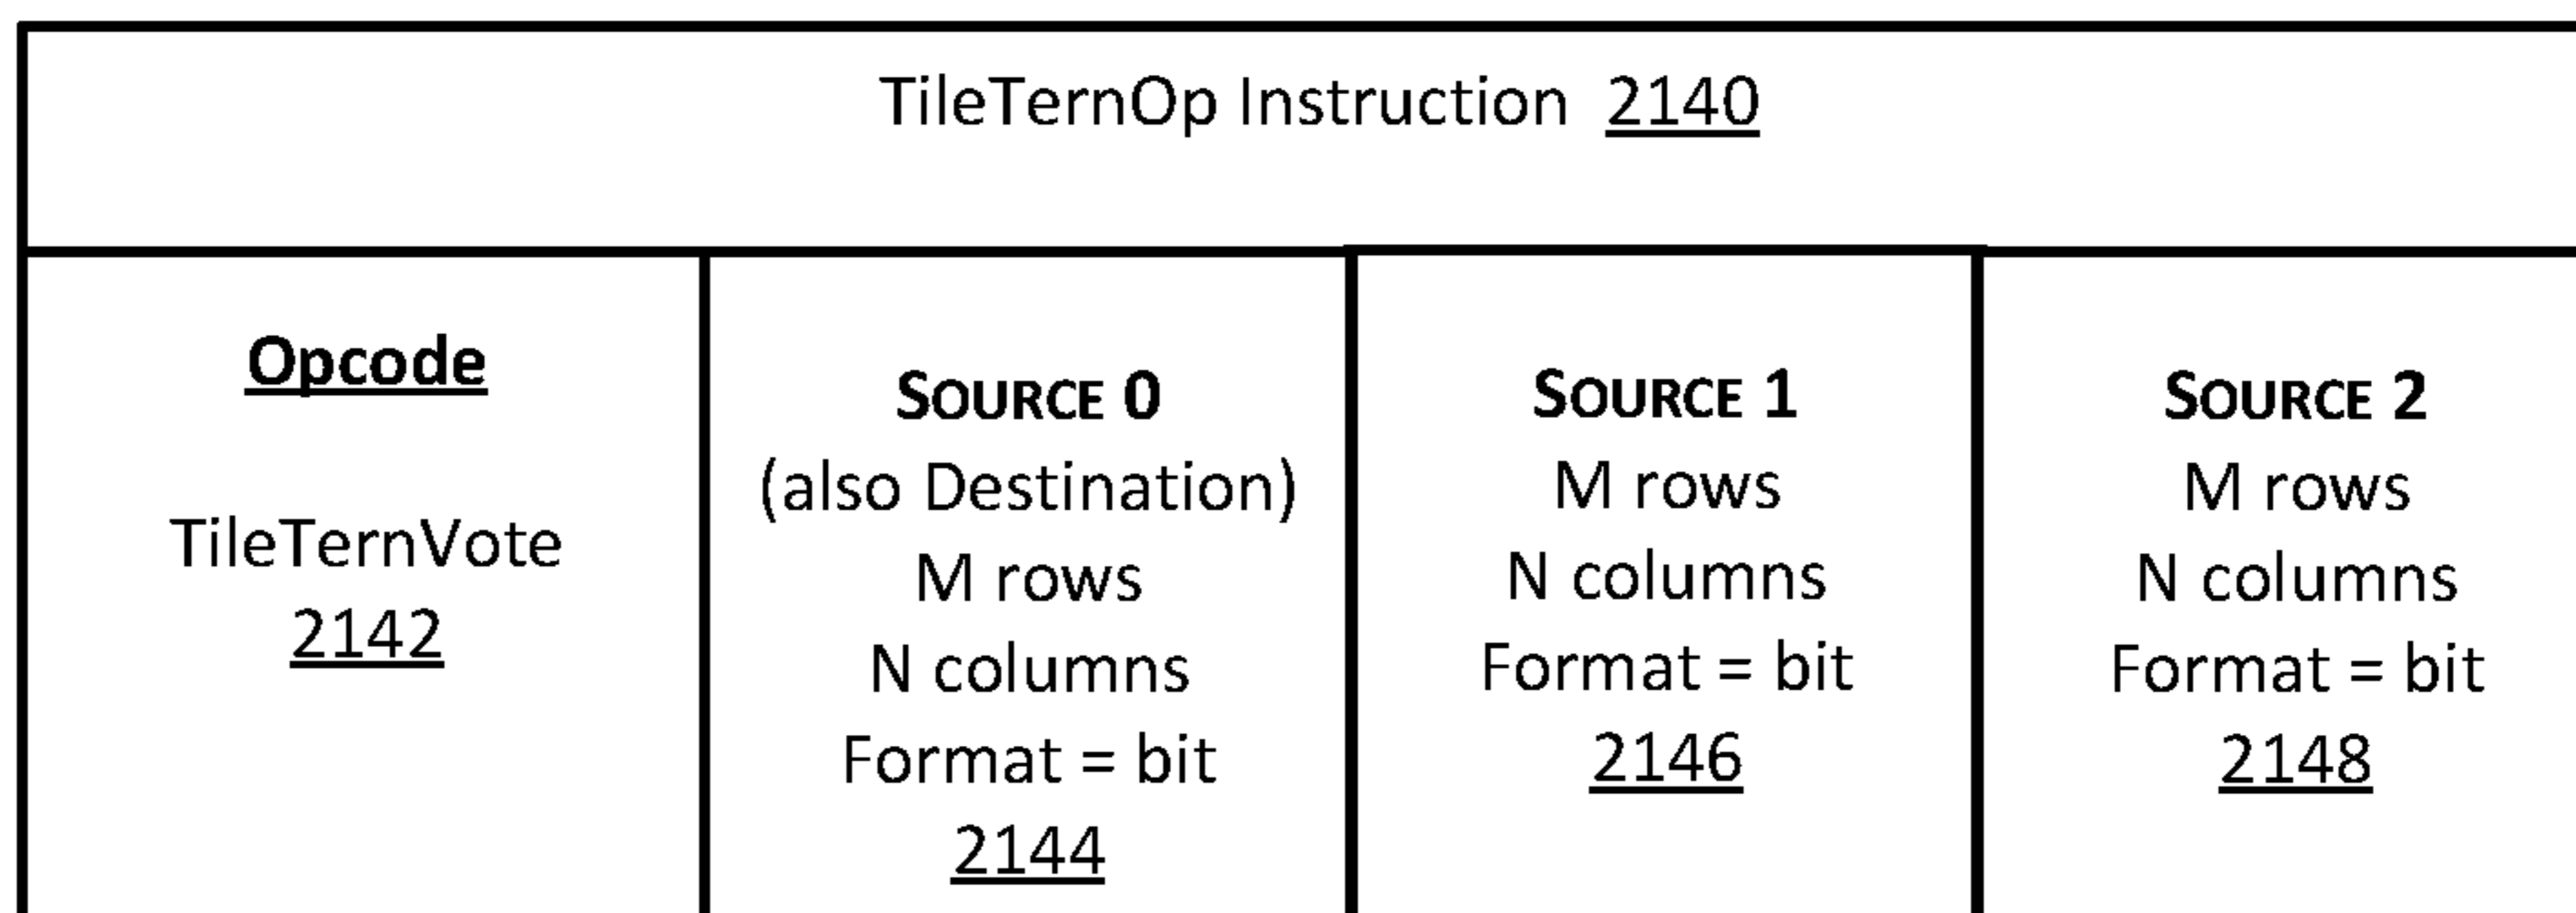 TileTernOp Instruction 2140
Opcode
TileTernVote
2142
SOURCE 0
(also Destination)
M rows
N columns
Format = bit
2144
SOURCE 1
M rows
N columns
Format = bit
2146
SOURCE 2
M rows
N columns
Format = bit
2148